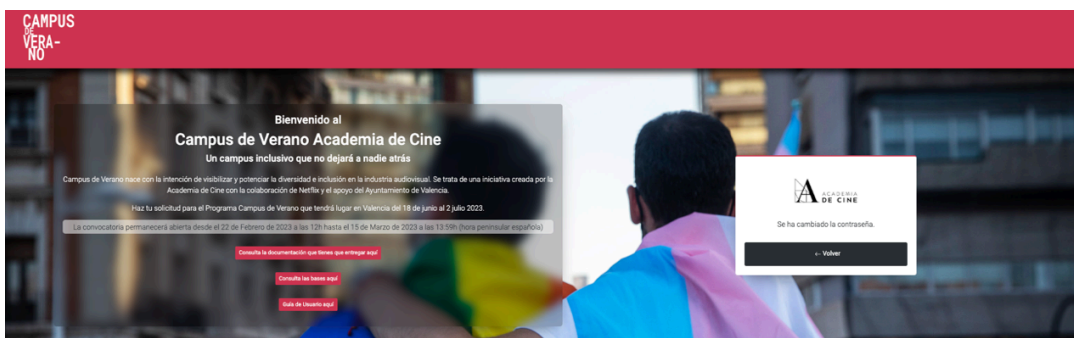 CAMPUS
DE
VERA-
NO
Bienvenido al
Campus de Verano Academia de Cine
Un campus inclusivo que no dejará a nadie atrás
Campus de Verano nace con la intención de visibilizar y potenciar la diversidad e inclusión en la industria audiovisual. Se trata de una iniciativa creada por la
Academia de Cine con la colaboración de Netflix y el apoyo del Ayuntamiento de Valencia.
Haz tu solicitud para el Programa Campus de Verano que tendrá lugar en Valencia del 18 de junio al 2 julio 2023.
La convocatoria permanecerá abierta desde el 22 de Febrero de 2023 a las 12h hasta el 15 de Marzo de 2023 a las 13:59h (hora peninsular española)
Consulta la documentación que tienes que entregar aquí
Consulta las bases aquí
Guía de Usuario aquí
ACADEMIA
DE CINE
Se ha cambiado la contraseña.
← Volver